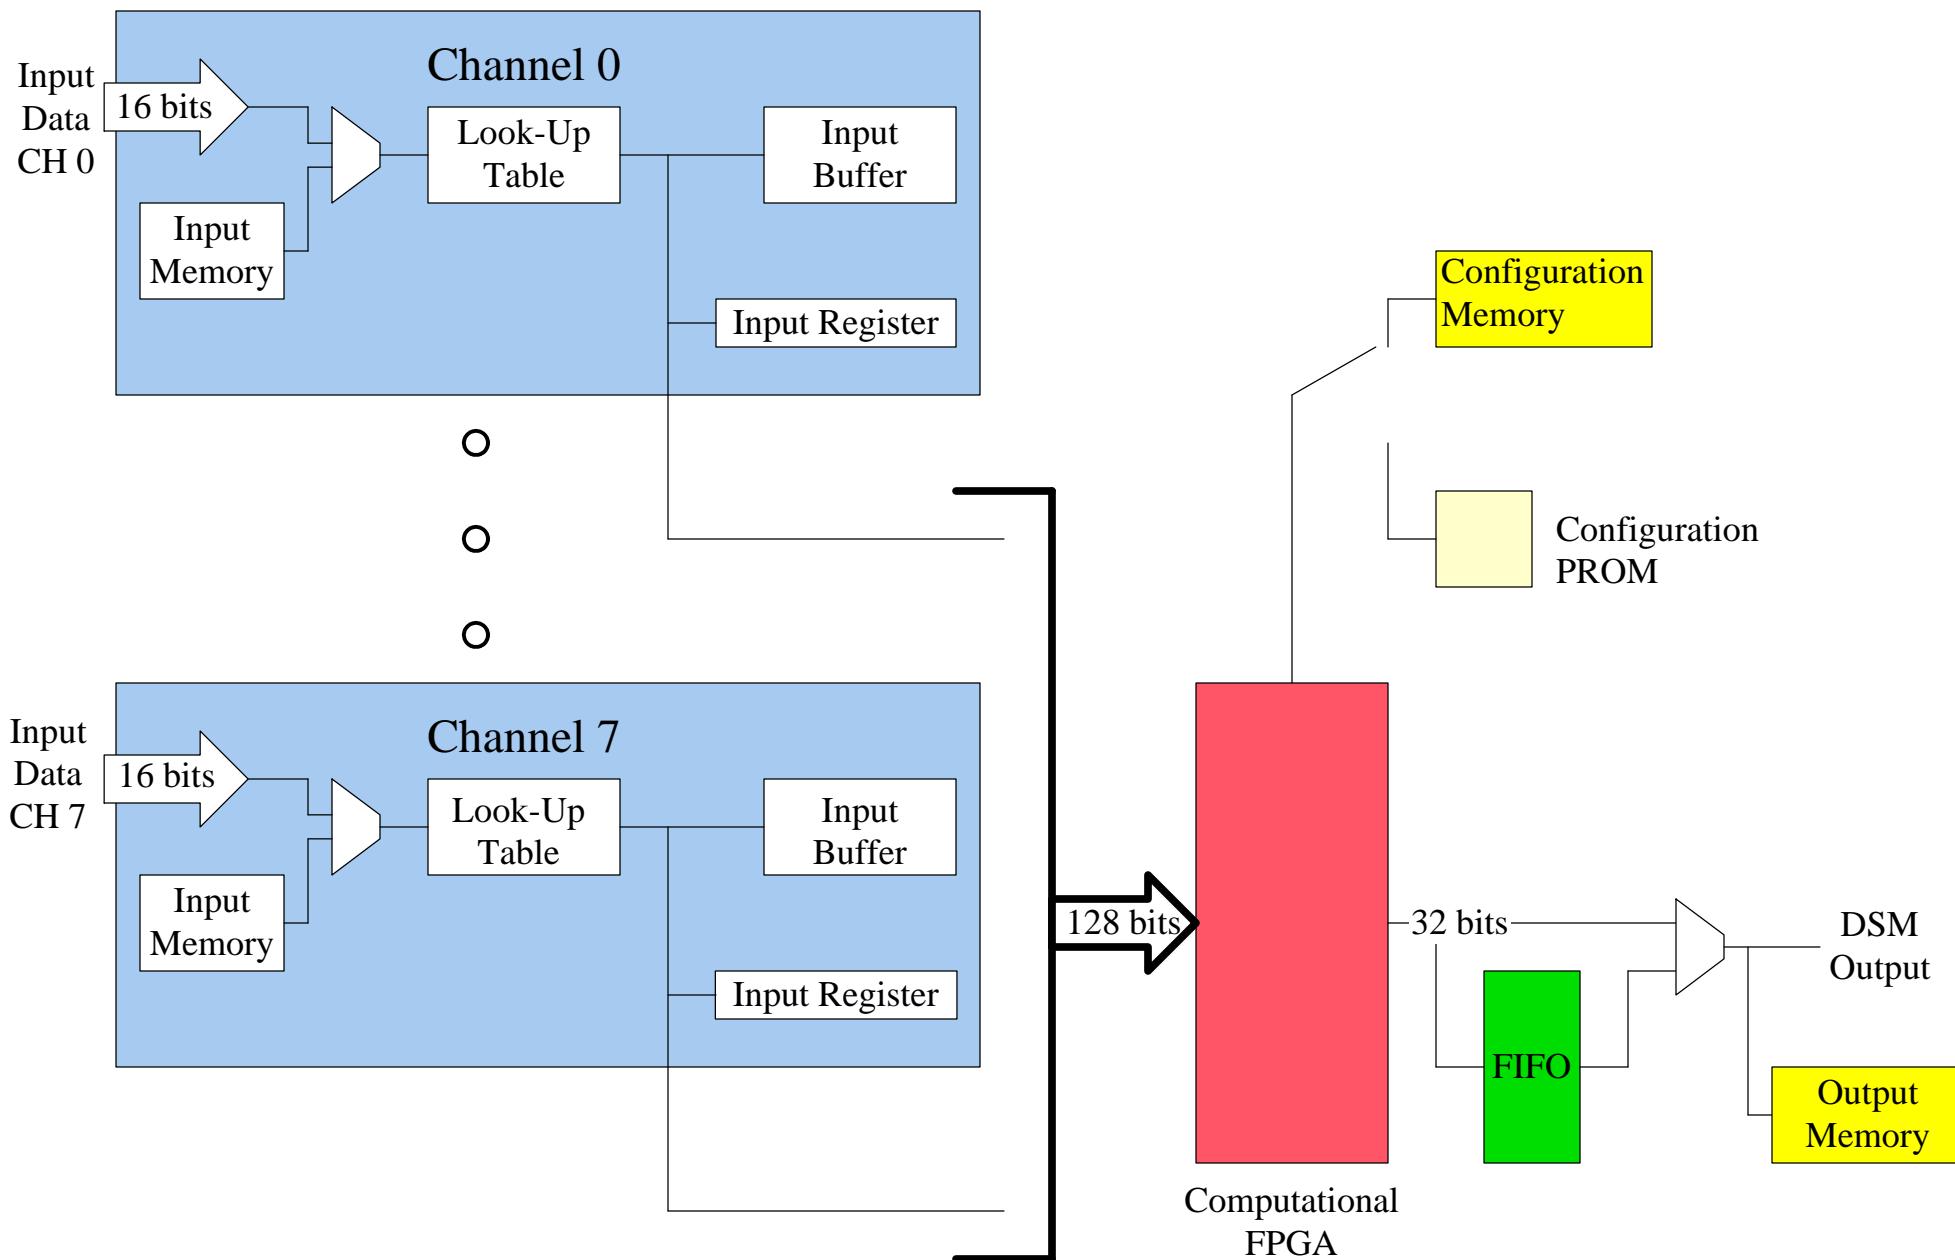 Channel 0
Input
Data
CH 0
16 bits
Look-Up
Table
Input
Buffer
Input
Memory
Input Register
Configuration
Memory
Configuration
PROM
Channel 7
Input
Data
CH 7
16 bits
Look-Up
Table
Input
Buffer
Input
Memory
Input Register
128 bits
32 bits
DSM
Output
FIFO
Output
Memory
Computational
FPGA